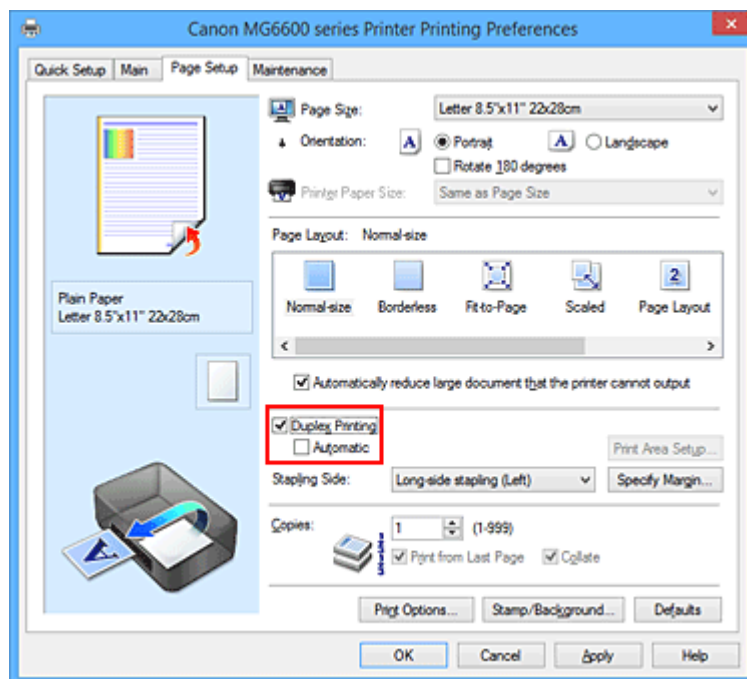 Canon MG6600 series Printer Printing Preferences
Quick Setup Main Page Setup Maintenance
Page Size: Letter 8.5"x11" 22x28cm
Orientation: A Portrait A Landscape
Rotate 180 degrees
Printer Paper Size: Same as Page Size
Page Layout: Normal-size
2
Normal-size Borderless Fit-to-Page Scaled Page Layout
Plain Paper
Letter 8.5"x11" 22x28cm
Automatically reduce large document that the printer cannot output
Duplex Printing
Automatic
Print Area Setup...
Stapling Side: Long-side stapling (Left) Specify Margin...
Copies: 1 (1-999)
Print from Last Page Collate
A
Print Options... Stamp/Background... Defaults
OK Cancel Apply Help